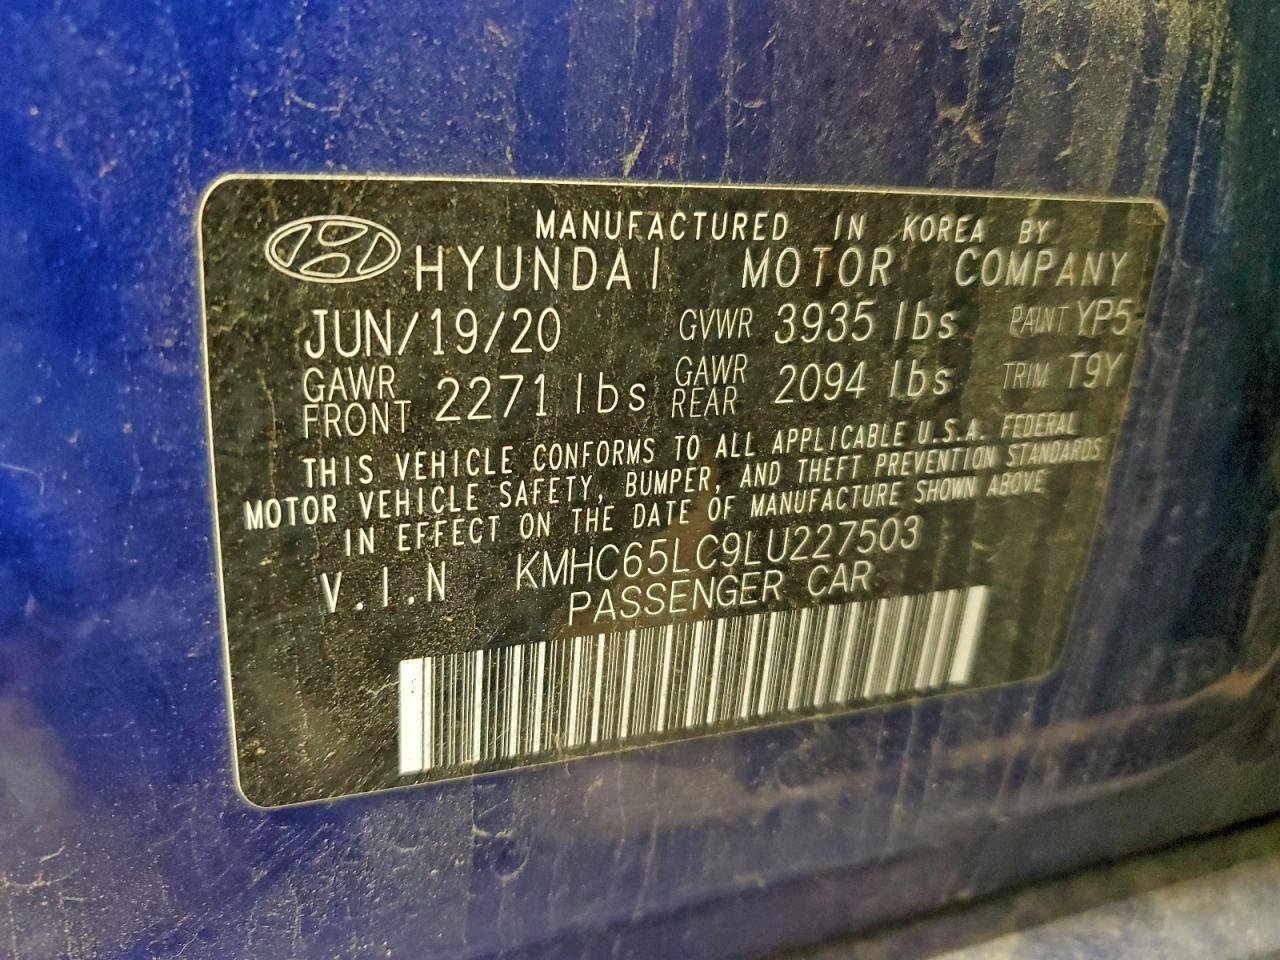 MANUFACTURED IN KOREA BY
HYUNDAI MOTOR COMPANY
JUN/19/20 GVWR 3935 lbs PAINT YP5
GAWR FRONT 2271 lbs GAWR REAR 2094 lbs TRIM T9Y
THIS VEHICLE CONFORMS TO ALL APPLICABLE U.S.A. FEDERAL
MOTOR VEHICLE SAFETY, BUMPER, AND THEFT PREVENTION STANDARDS
IN EFFECT ON THE DATE OF MANUFACTURE SHOWN ABOVE
V.I.N KMHC65LC9LU227503
PASSENGER CAR